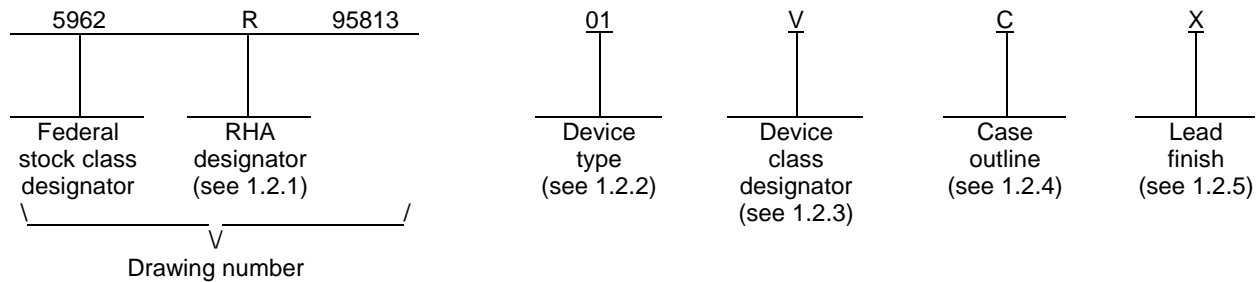 5962 R 95813 01 V C X
Federal RHA Device Device Case Lead
stock class designator type class outline finish
designator (see 1.2.1) (see 1.2.2) designator (see 1.2.4) (see 1.2.5)
(see 1.2.3)
\ /
\/
Drawing number